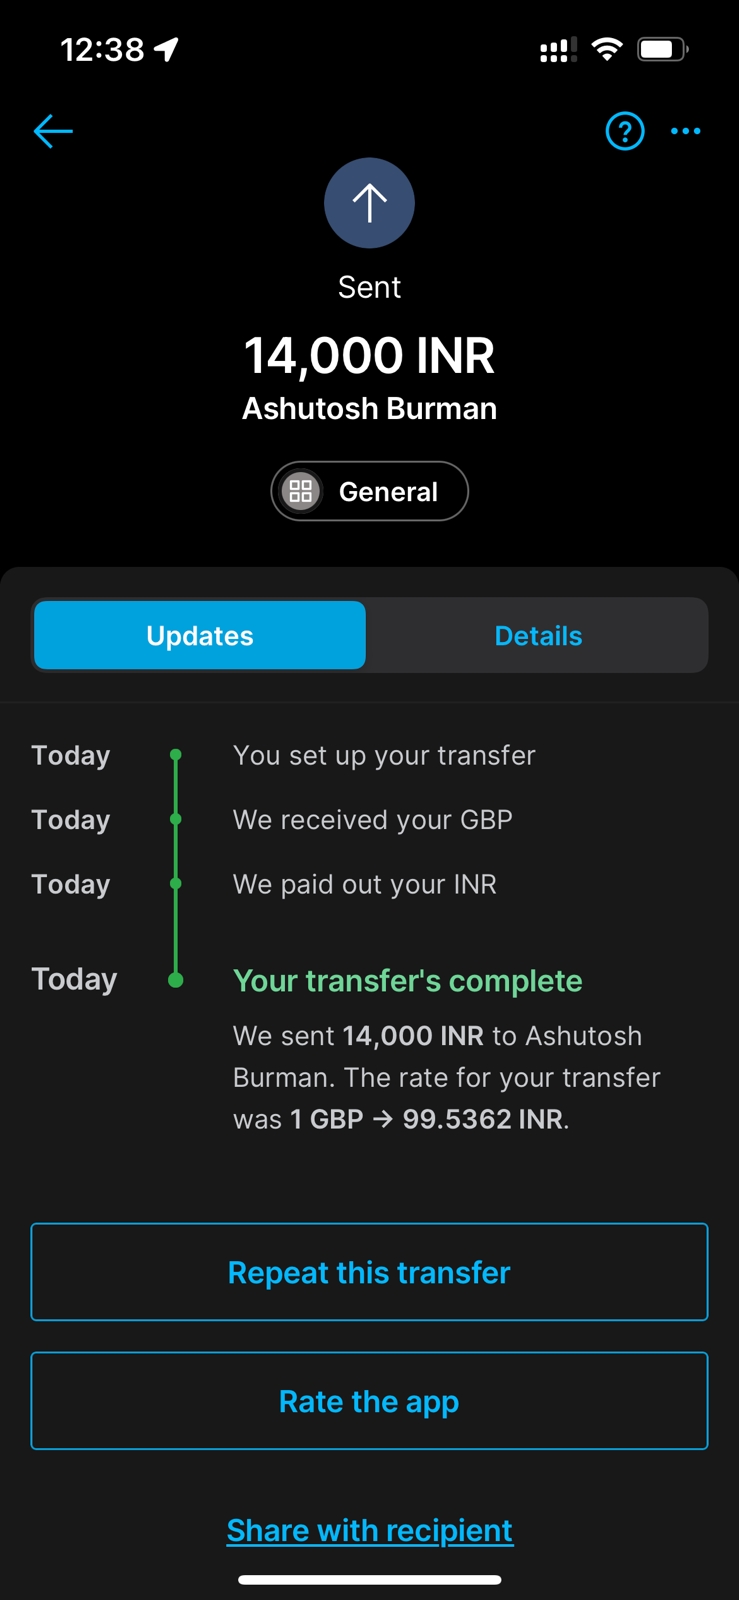 12:38
?
Sent
14,000 INR
Ashutosh Burman
General
Updates
Details
Today
You set up your transfer
Today
We received your GBP
Today
We paid out your INR
Today
Your transfer's complete
We sent 14,000 INR to Ashutosh
Burman. The rate for your transfer
was 1 GBP → 99.5362 INR.
Repeat this transfer
Rate the app
Share with recipient